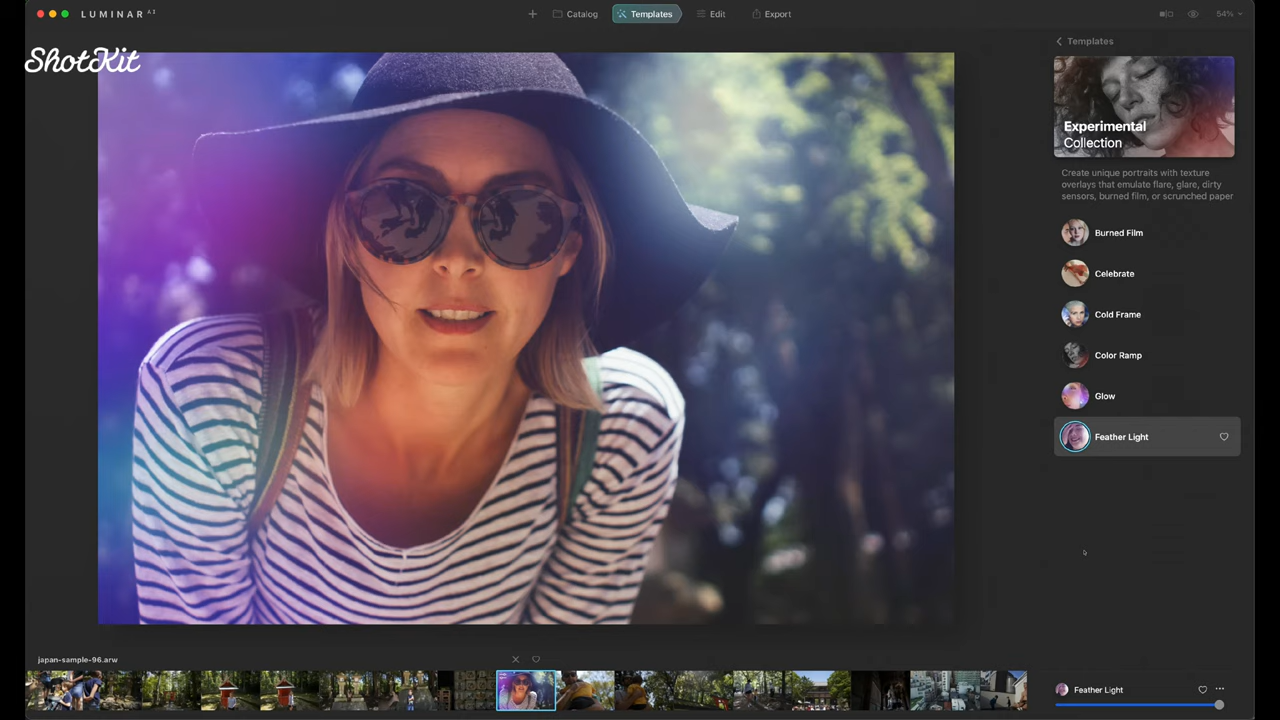 LUMINAR AI
Catalog
Templates
Edit
Export
54%
ShotKit
Templates
Experimental
Collection
Create unique portraits with texture
overlays that emulate flare, glare, dirty
sensors, burned film, or scrunched paper
Burned Film
Celebrate
Cold Frame
Color Ramp
Glow
Feather Light
japan-sample-96.arw
Feather Light